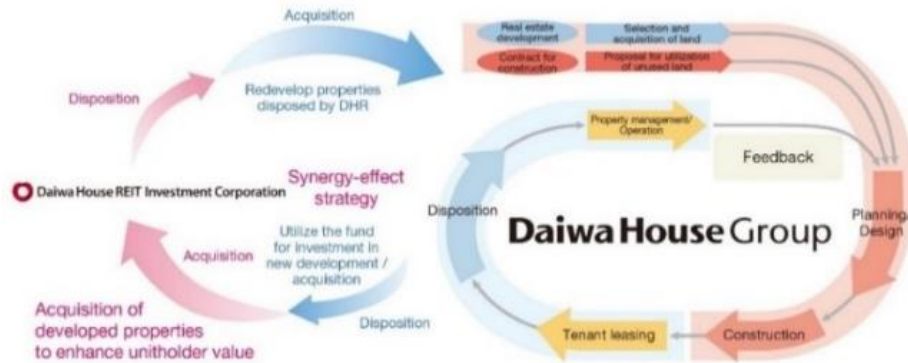 Acquisition
Disposition
Redevelop properties
disposed by DHR
Daiwa House REIT Investment Corporation
Synergy-effect
strategy
Utilize the fund
for investment in
new development /
acquisition
Acquisition
Disposition
Acquisition of
developed properties
to enhance unitholder value
Real estate
development
Selection and
acquisition of land
Contract for
construction
Proposal for utilization
of unused land
Property management/
Operation
Feedback
Disposition
Daiwa House Group
Planning/
Design
Tenant leasing
Construction